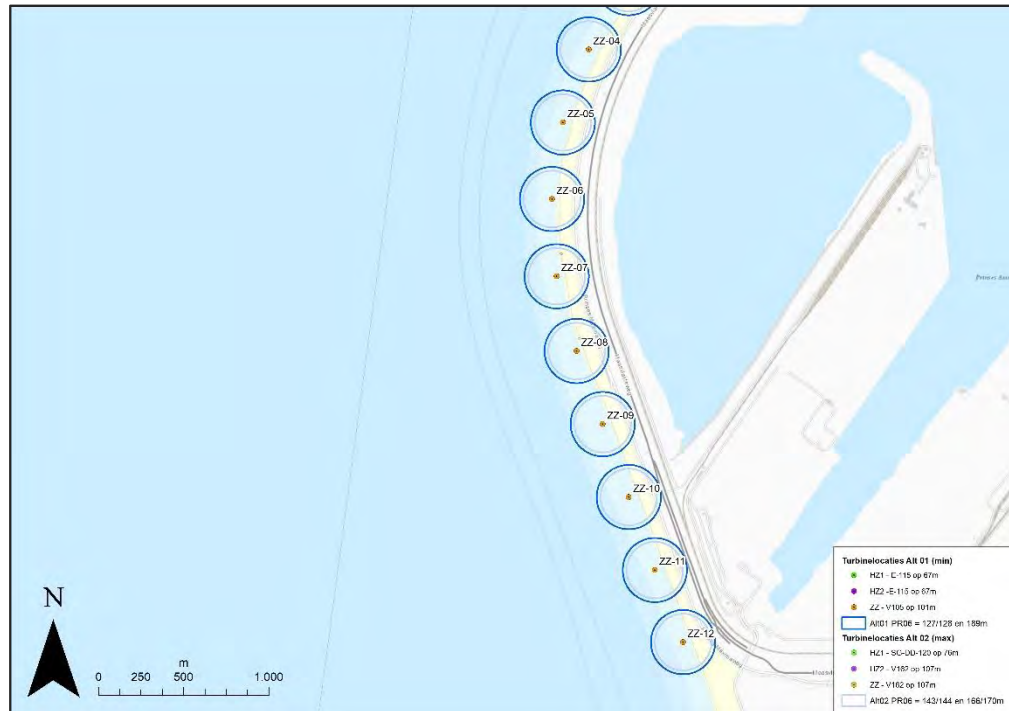 ZZ-04
ZZ-05
ZZ-06
ZZ-07
ZZ-08
ZZ-09
ZZ-10
ZZ-11
ZZ-12
N
m
0 250 500 1.000
Turbinelocaties Alt 01 (min)
HZ1 - E-115 op 67m
HZ2 - E-115 op 67m
ZZ - V105 op 101m
Alt01 PR06 = 127/128 en 189m
Turbinelocaties Alt 02 (max)
HZ1 - SG-DD-120 op 76m
HZ2 - V162 op 107m
ZZ - V162 op 107m
Alt02 PR06 = 143/144 en 166/170m